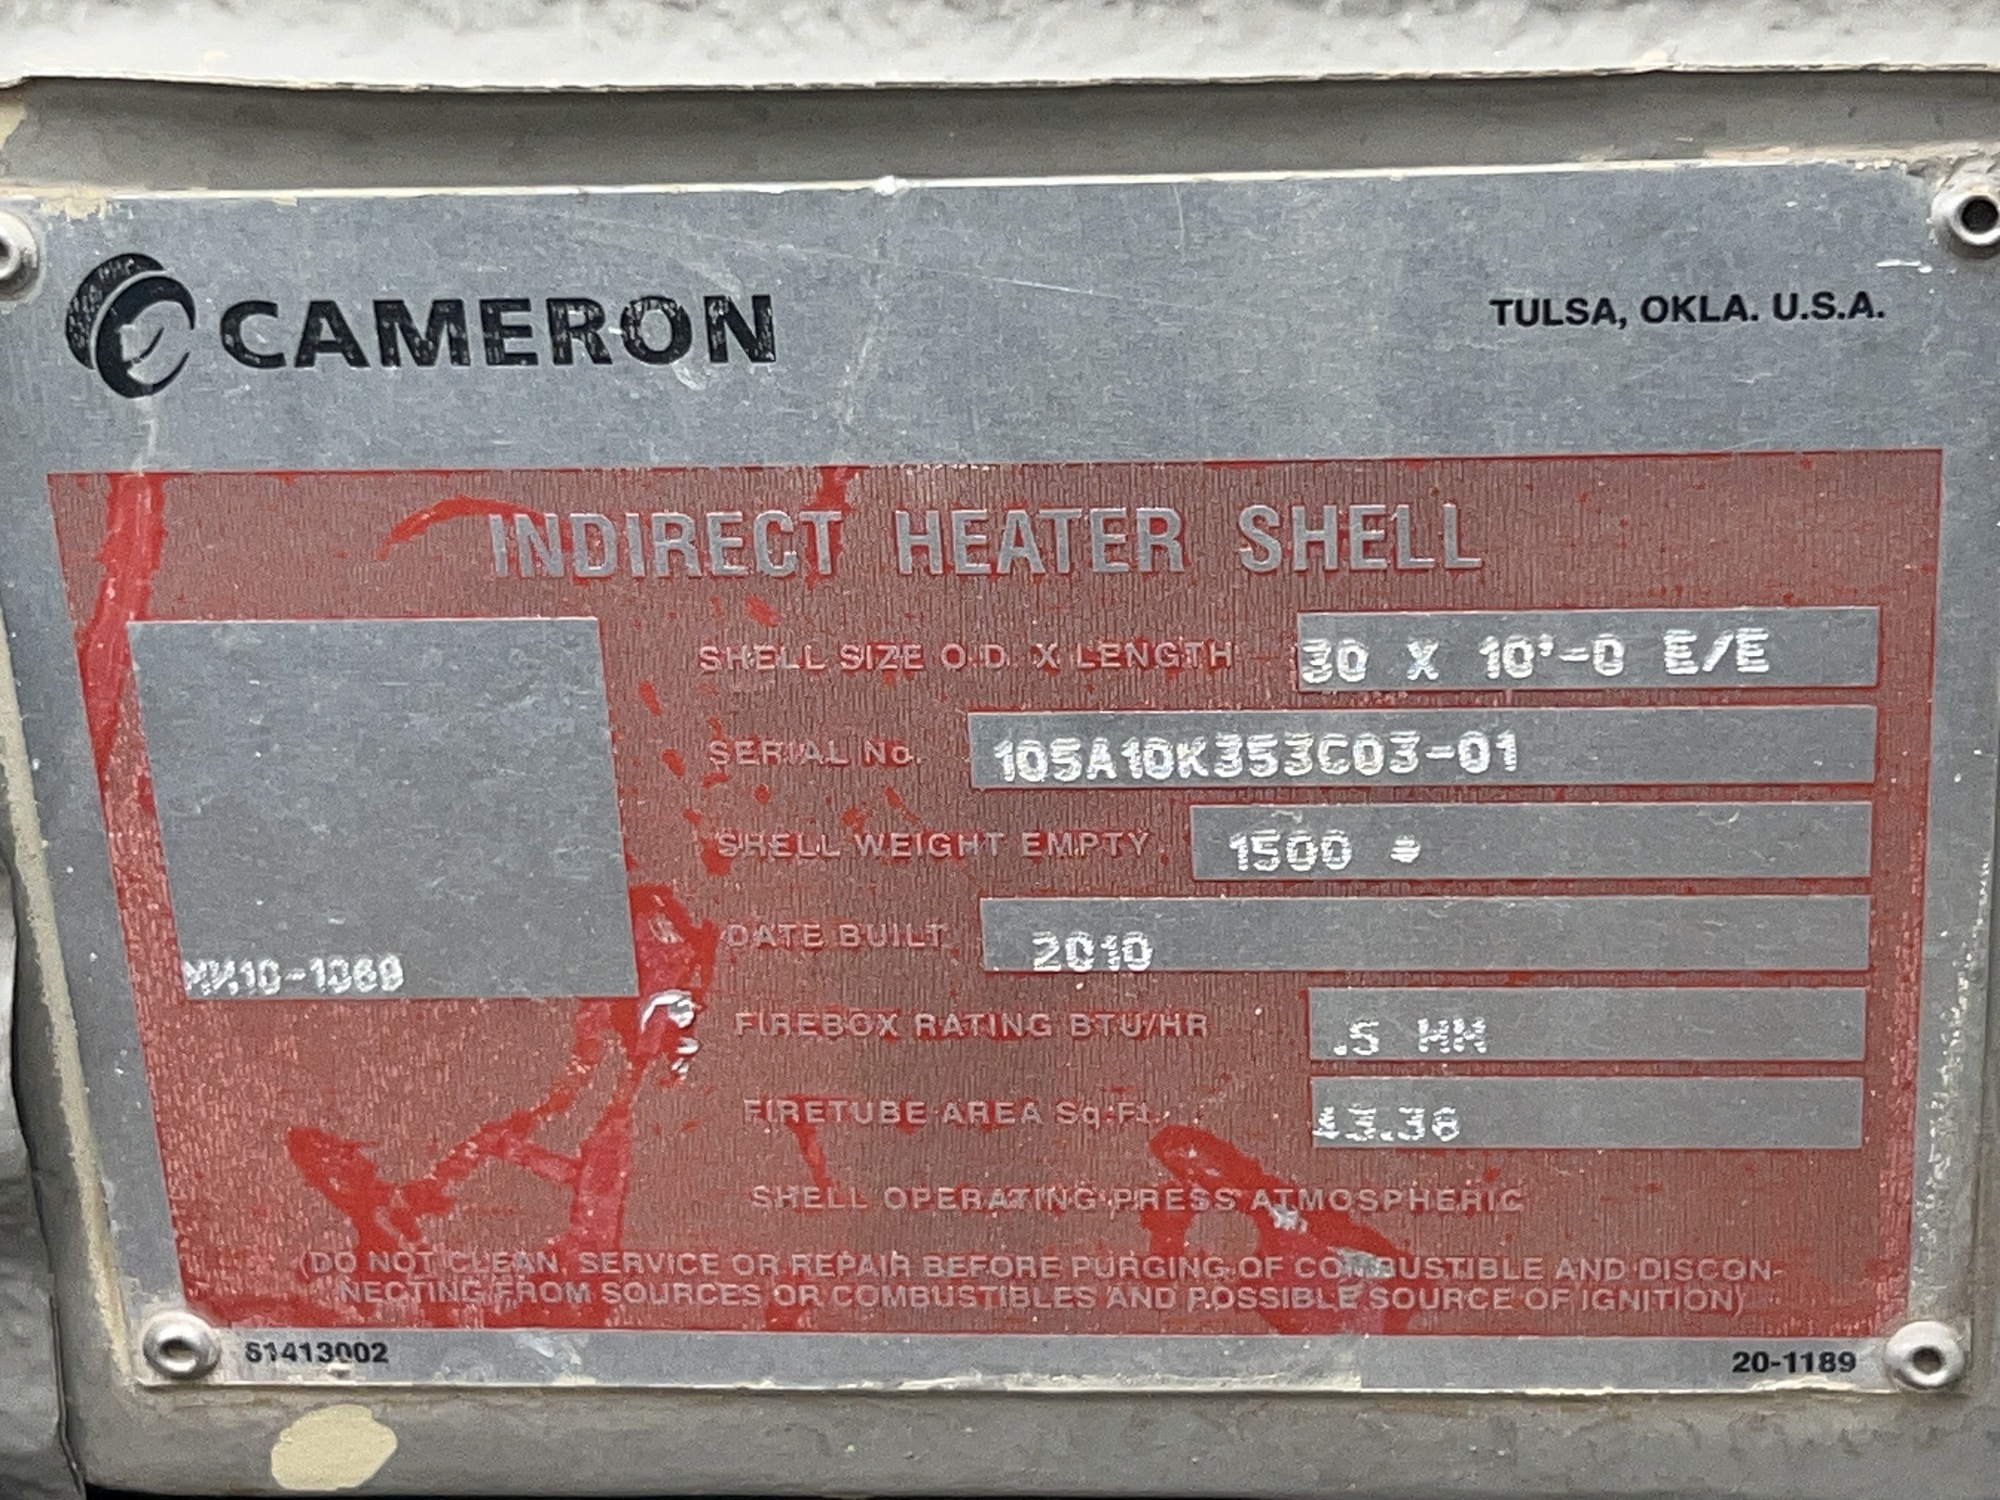 CAMERON
TULSA, OKLA. U.S.A.
INDIRECT HEATER SHELL
SHELL SIZE O.D. X LENGTH 30 X 10'-0 E/E
SERIAL No. 105A10K353C03-01
SHELL WEIGHT EMPTY 1500 #
DATE BUILT 2010
FIREBOX RATING BTU/HR .5 MM
FIRETUBE AREA Sq.Ft.
SHELL OPERATING PRESS ATMOSPHERIC
(DO NOT CLEAN, SERVICE OR REPAIR BEFORE PURGING OF COMBUSTIBLE AND DISCON-
NECTING FROM SOURCES OR COMBUSTIBLES AND POSSIBLE SOURCE OF IGNITION)
20-1189